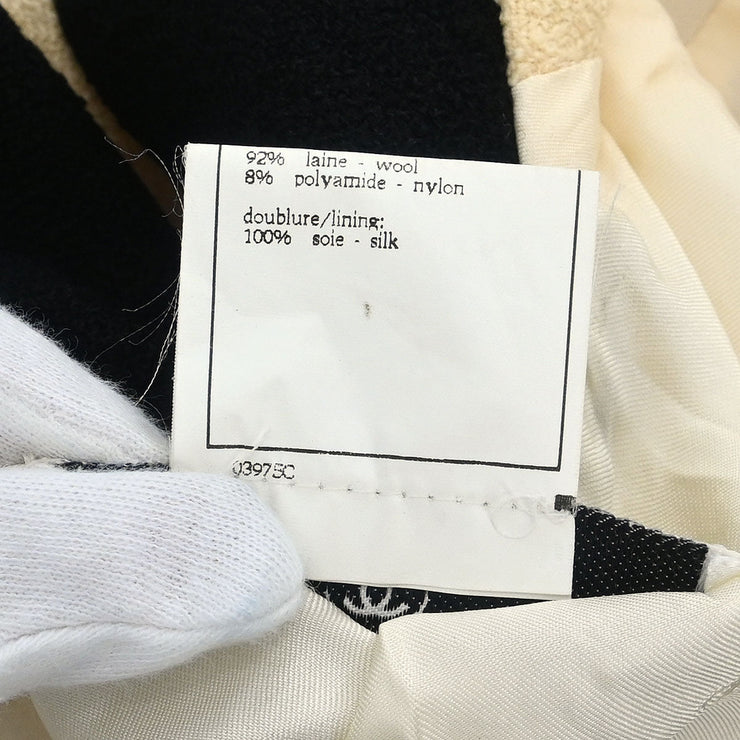 92% laine - wool
8% polyamide - nylon
doublure/lining:
100% soie - silk
03975C